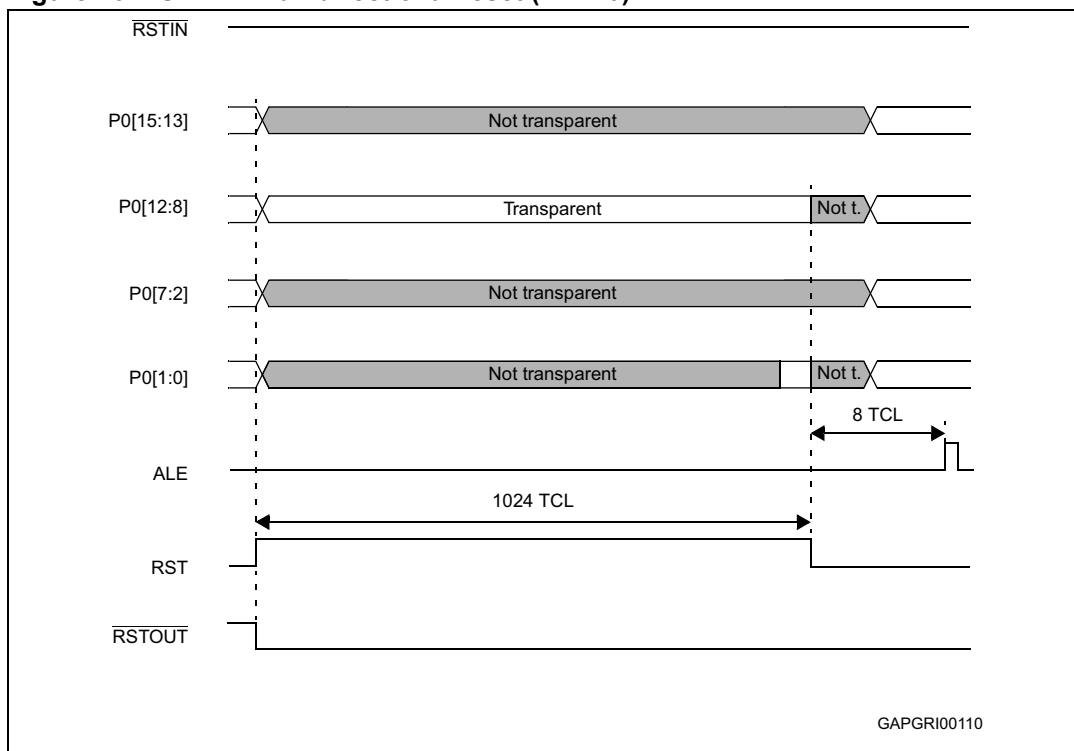 RSTIN
P0[15:13]
Not transparent
P0[12:8]
Transparent
Not t.
P0[7:2]
Not transparent
P0[1:0]
Not transparent
Not t.
8 TCL
ALE
1024 TCL
RST
RSTOUT
GAPGRI00110